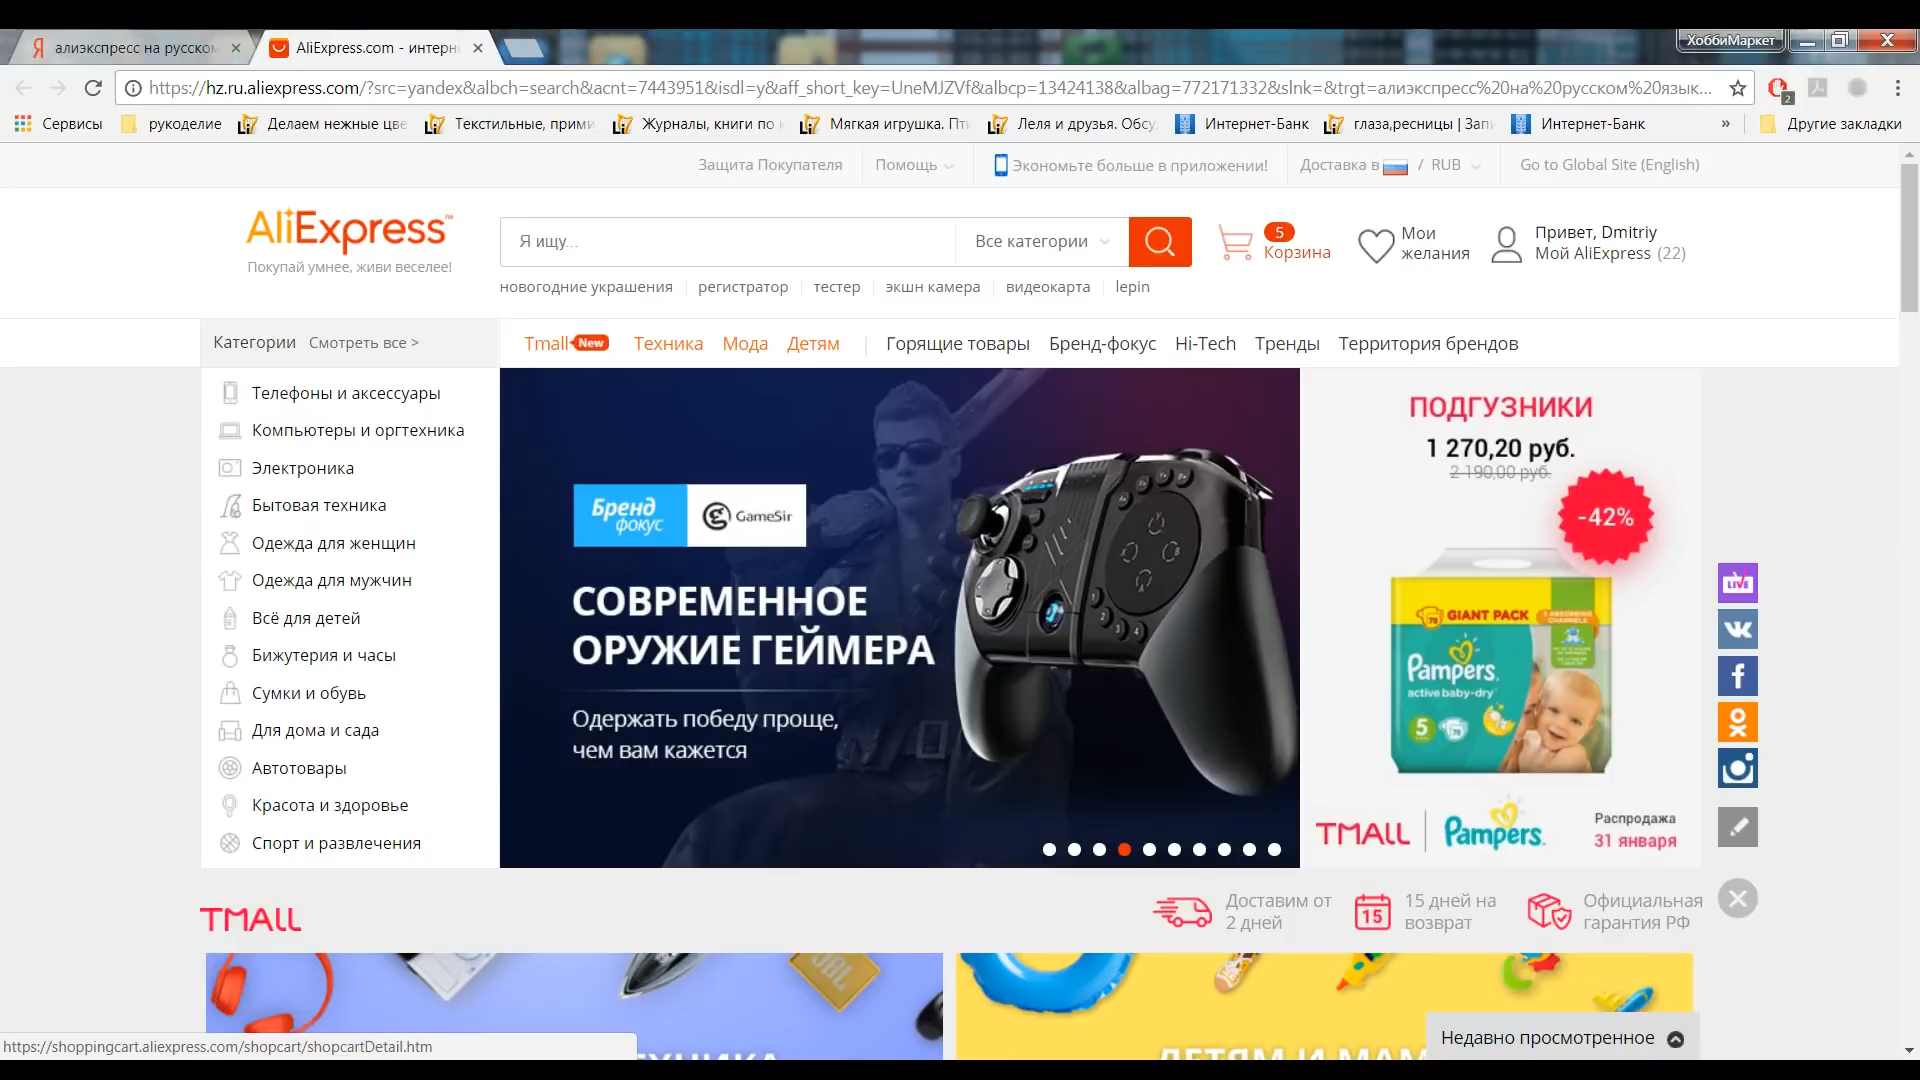 алиэкспресс на русском
AliExpress.com - интерн
ХоббиМаркет
https://hz.ru.aliexpress.com/?src=yandex&albch=search&acnt=7443951&isdl=y&aff_short_key=UneMJZVf&albcp=13424138&albag=772171332&slnk=&trgt=алиэкспресс%20на%20русском%20язык...
2
Сервисы
рукоделие
Делаем нежные цве
Текстильные, прими
Журналы, книги по
Мягкая игрушка. Пти
Леля и друзья. Обсу
Интернет-Банк
глаза,ресницы | Запи
Интернет-Банк
»
Другие закладки
Защита Покупателя
Помощь
Экономьте больше в приложении!
Доставка в / RUB
Go to Global Site (English)
AliExpress™
Покупай умнее, живи веселее!
Я ищу...
Все категории
5
Корзина
Мои
желания
Привет, Dmitriy
Мой AliExpress (22)
новогодние украшения
регистратор
тестер
экшн камера
видеокарта
lepin
Категории Смотреть все >
Tmall New
Техника
Мода
Детям
Горящие товары
Бренд-фокус
Hi-Tech
Тренды
Территория брендов
Телефоны и аксессуары
Компьютеры и оргтехника
Электроника
Бытовая техника
Одежда для женщин
Одежда для мужчин
Всё для детей
Бижутерия и часы
Сумки и обувь
Для дома и сада
Автотовары
Красота и здоровье
Спорт и развлечения
Бренд
фокус
GameSir
СОВРЕМЕННОЕ
ОРУЖИЕ ГЕЙМЕРА
Одержать победу проще,
чем вам кажется
ПОДГУЗНИКИ
1 270,20 руб.
2 190,00 руб.
-42%
GIANT PACK
Pampers
active baby-dry
5
TMALL
Pampers.
Распродажа
31 января
LIVE
TMALL
Доставим от
2 дней
15
15 дней на
возврат
Официальная
гарантия РФ
JBL
ТЕХНИКА
ДЕТЯМ И МАМ
Недавно просмотренное
https://shoppingcart.aliexpress.com/shopcart/shopcartDetail.htm